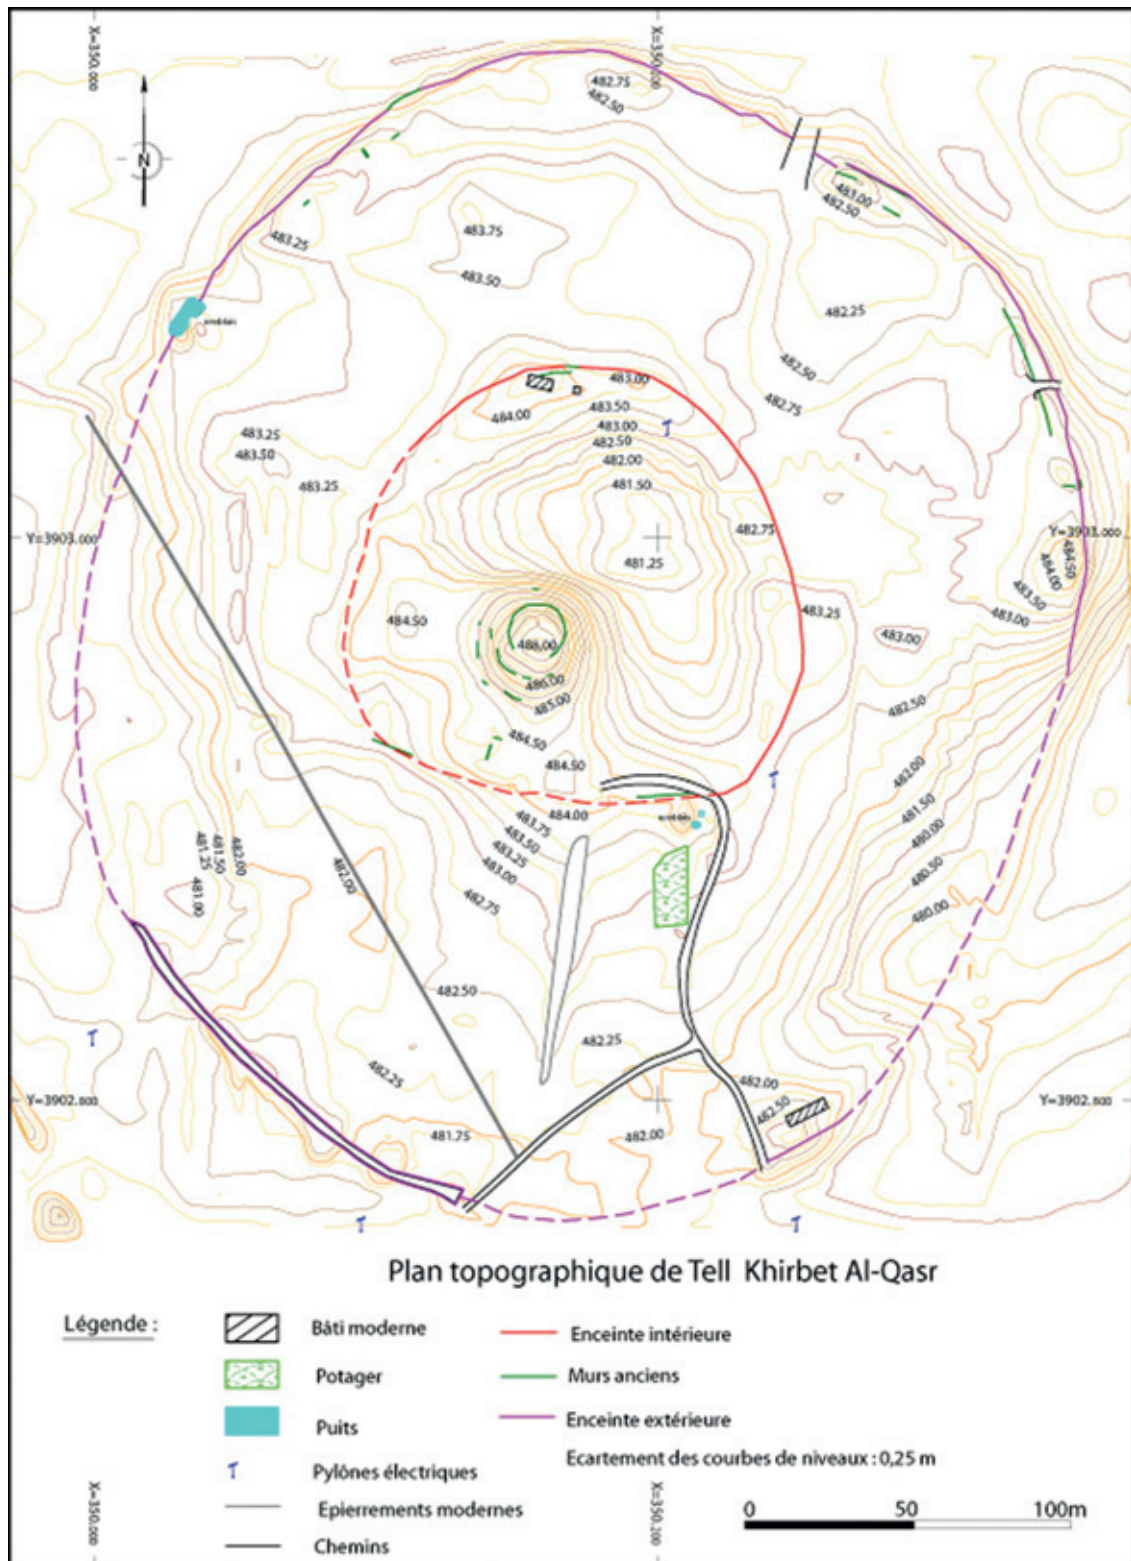 X=350.000
X=350.200
482.75
482.50
N
483.00
482.50
483.25
483.75
483.50
482.25
482.50
482.75
483.00
484.00
483.50
483.00
482.50
482.00
481.50
483.25
483.50
483.25
482.75
481.25
Y=3903.000
Y=3903.000
484.50
484.00
483.50
483.00
483.25
483.00
484.50
488.00
486.00
485.00
484.50
484.50
482.50
482.00
481.50
480.00
480.50
480.00
484.00
483.75
483.50
483.25
483.00
482.75
482.00
481.50
481.25
481.00
482.00
482.50
482.25
482.25
482.00
482.50
Y=3902.800
Y=3902.800
481.75
482.00
Plan topographique de Tell Khirbet Al-Qasr
Légende :
Bâti moderne
Enceinte intérieure
Potager
Murs anciens
Puits
Enceinte extérieure
Pylônes électriques
Ecartement des courbes de niveaux : 0,25 m
Epierrements modernes
Chemins
0 50 100m
X=350.000
X=350.200